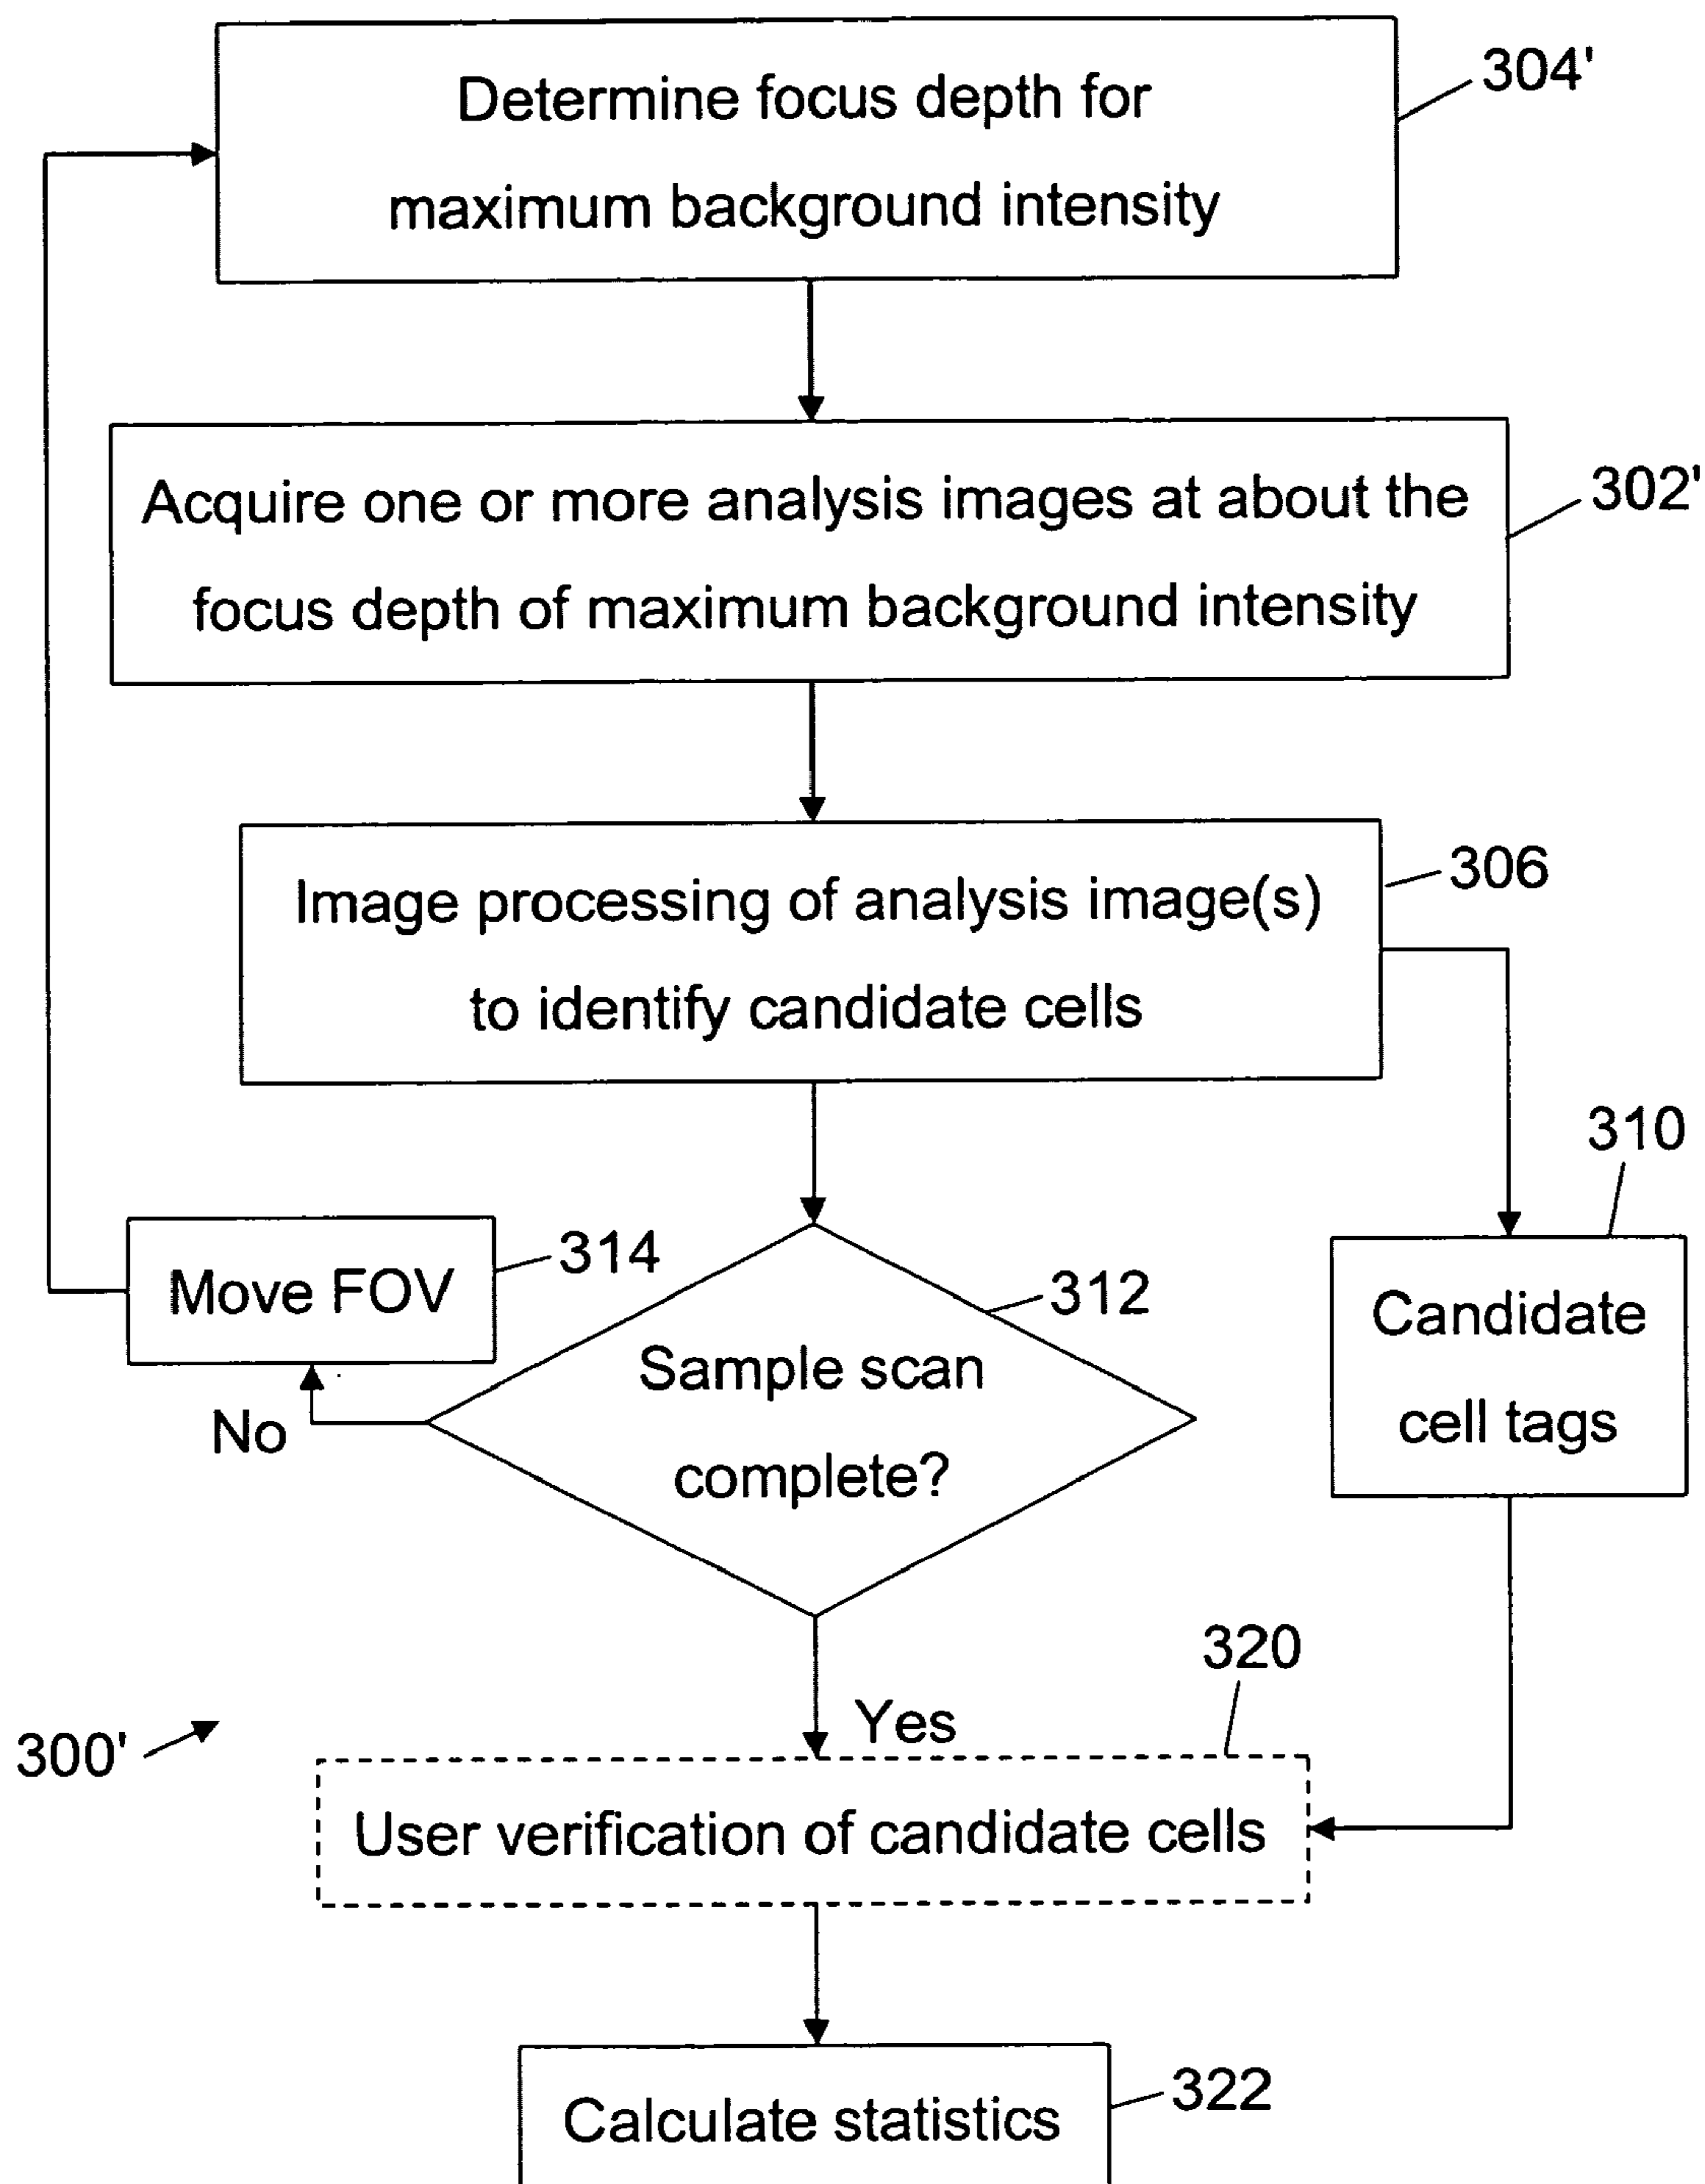 Determine focus depth for
maximum background intensity
304'
Acquire one or more analysis images at about the
focus depth of maximum background intensity
302'
Image processing of analysis image(s)
to identify candidate cells
306
310
Candidate
cell tags
Move FOV
314
312
Sample scan
complete?
No
Yes
320
300'
User verification of candidate cells
Calculate statistics
322